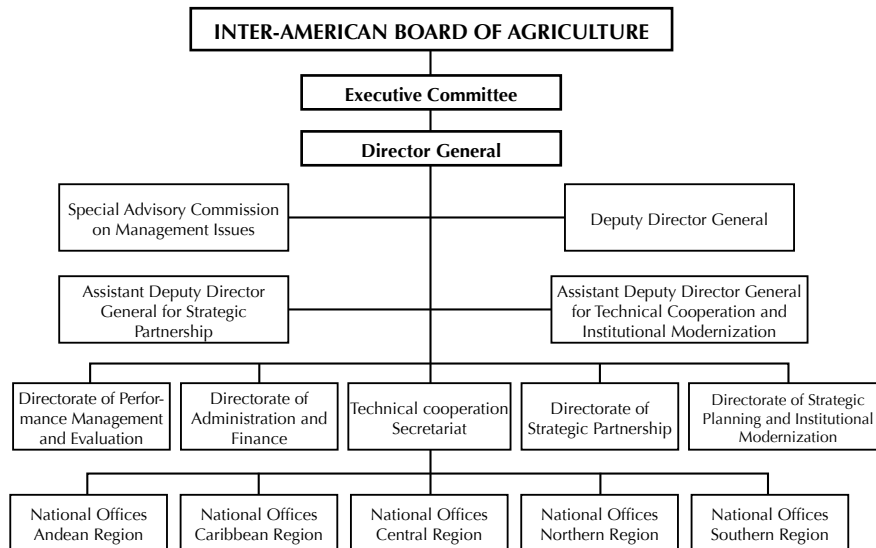 INTER-AMERICAN BOARD OF AGRICULTURE
Executive Committee
Director General
Special Advisory Commission
on Management Issues
Deputy Director General
Assistant Deputy Director
General for Strategic
Partnership
Assistant Deputy Director General
for Technical Cooperation and
Institutional Modernization
Directorate of Perfor-
mance Management
and Evaluation
Directorate of
Administration and
Finance
Technical cooperation
Secretariat
Directorate of
Strategic Partnership
Directorate of Strategic
Planning and Institutional
Modernization
National Offices
Andean Region
National Offices
Caribbean Region
National Offices
Central Region
National Offices
Northern Region
National Offices
Southern Region